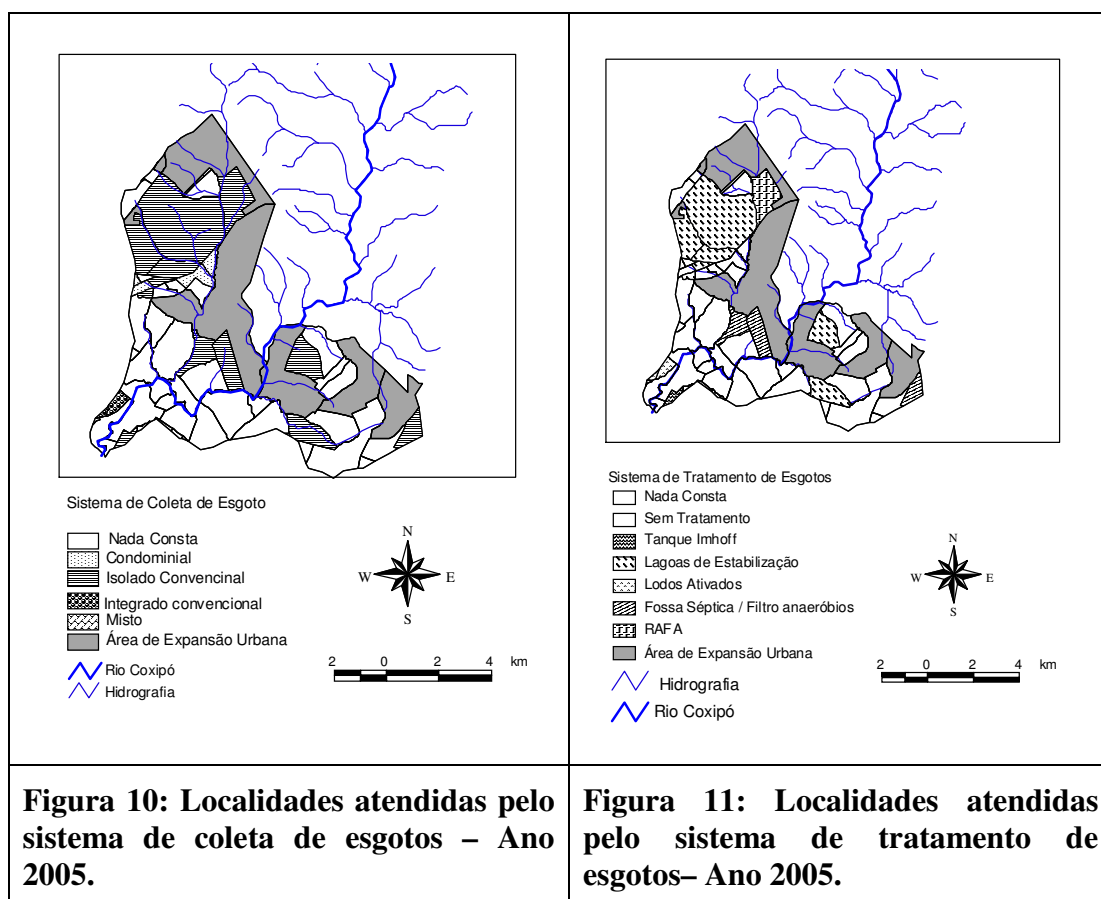 Sistema de Coleta de Esgoto
Nada Consta
Condominial
Isolado Convencinal
Integrado convencional
Misto
Área de Expansão Urbana
Rio Coxipó
Hidrografia
N
W
E
S
2 0 2 4 km
Figura 10: Localidades atendidas pelo
sistema de coleta de esgotos – Ano
2005.
Sistema de Tratamento de Esgotos
Nada Consta
Sem Tratamento
Tanque Imhoff
Lagoas de Estabilização
Lodos Ativados
Fossa Séptica / Filtro anaeróbios
RAFA
Área de Expansão Urbana
Hidrografia
Rio Coxipó
N
W
E
S
2 0 2 4 km
Figura 11: Localidades atendidas
pelo sistema de tratamento de
esgotos– Ano 2005.